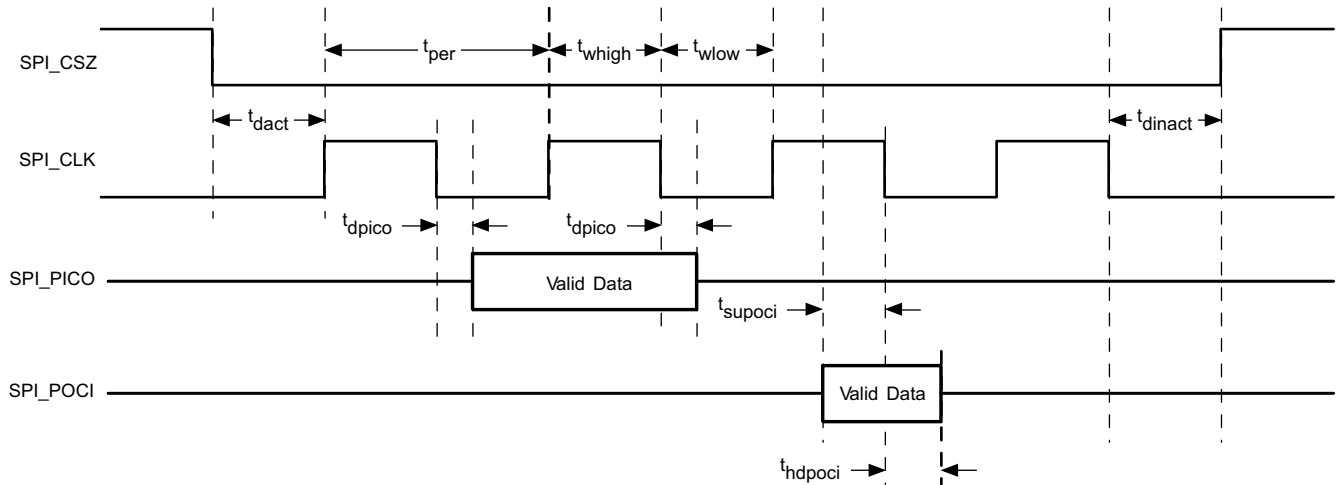 SPI_CSZ
t_per
t_whigh
t_wlow
t_dact
t_dinact
SPI_CLK
t_dpico
t_dpico
SPI_PICO
Valid Data
t_supoci
SPI_POCI
Valid Data
t_hdpoci